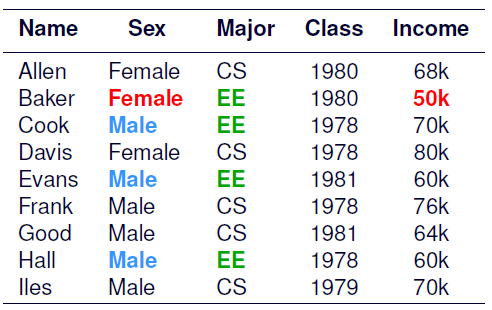 Name Sex Major Class Income
Allen Female CS 1980 68k
Baker Female EE 1980 50k
Cook Male EE 1978 70k
Davis Female CS 1978 80k
Evans Male EE 1981 60k
Frank Male CS 1978 76k
Good Male CS 1981 64k
Hall Male EE 1978 60k
Iles Male CS 1979 70k